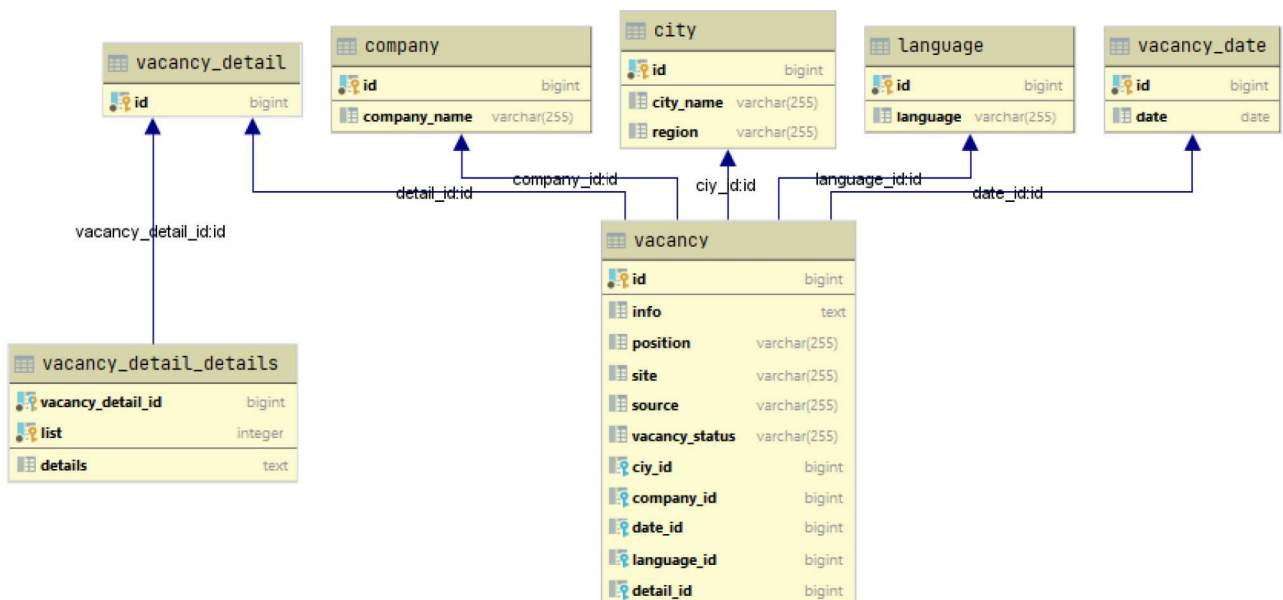 vacancy_detail
id bigint
company
id bigint
company_name varchar(255)
city
id bigint
city_name varchar(255)
region varchar(255)
language
id bigint
language varchar(255)
vacancy_date
id bigint
date date
company_id:id
detail_id:id
ciy_id:id
language_id:id
date_id:id
vacancy_detail_id:id
vacancy_detail_details
vacancy_detail_id bigint
list integer
details text
vacancy
id bigint
info text
position varchar(255)
site varchar(255)
source varchar(255)
vacancy_status varchar(255)
ciy_id bigint
company_id bigint
date_id bigint
language_id bigint
detail_id bigint